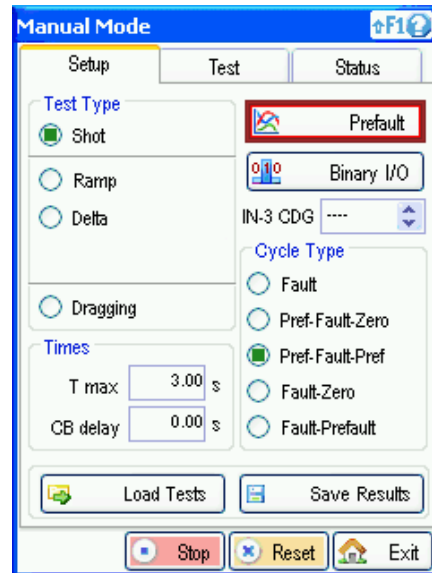 Manual Mode
F1
Setup
Test
Status
Test Type
Shot
Ramp
Delta
Dragging
Times
T max
3.00 s
CB delay
0.00 s
Prefault
010
Binary I/O
IN-3 CDG
----
Cycle Type
Fault
Pref-Fault-Zero
Pref-Fault-Pref
Fault-Zero
Fault-Prefault
Load Tests
Save Results
Stop
Reset
Exit